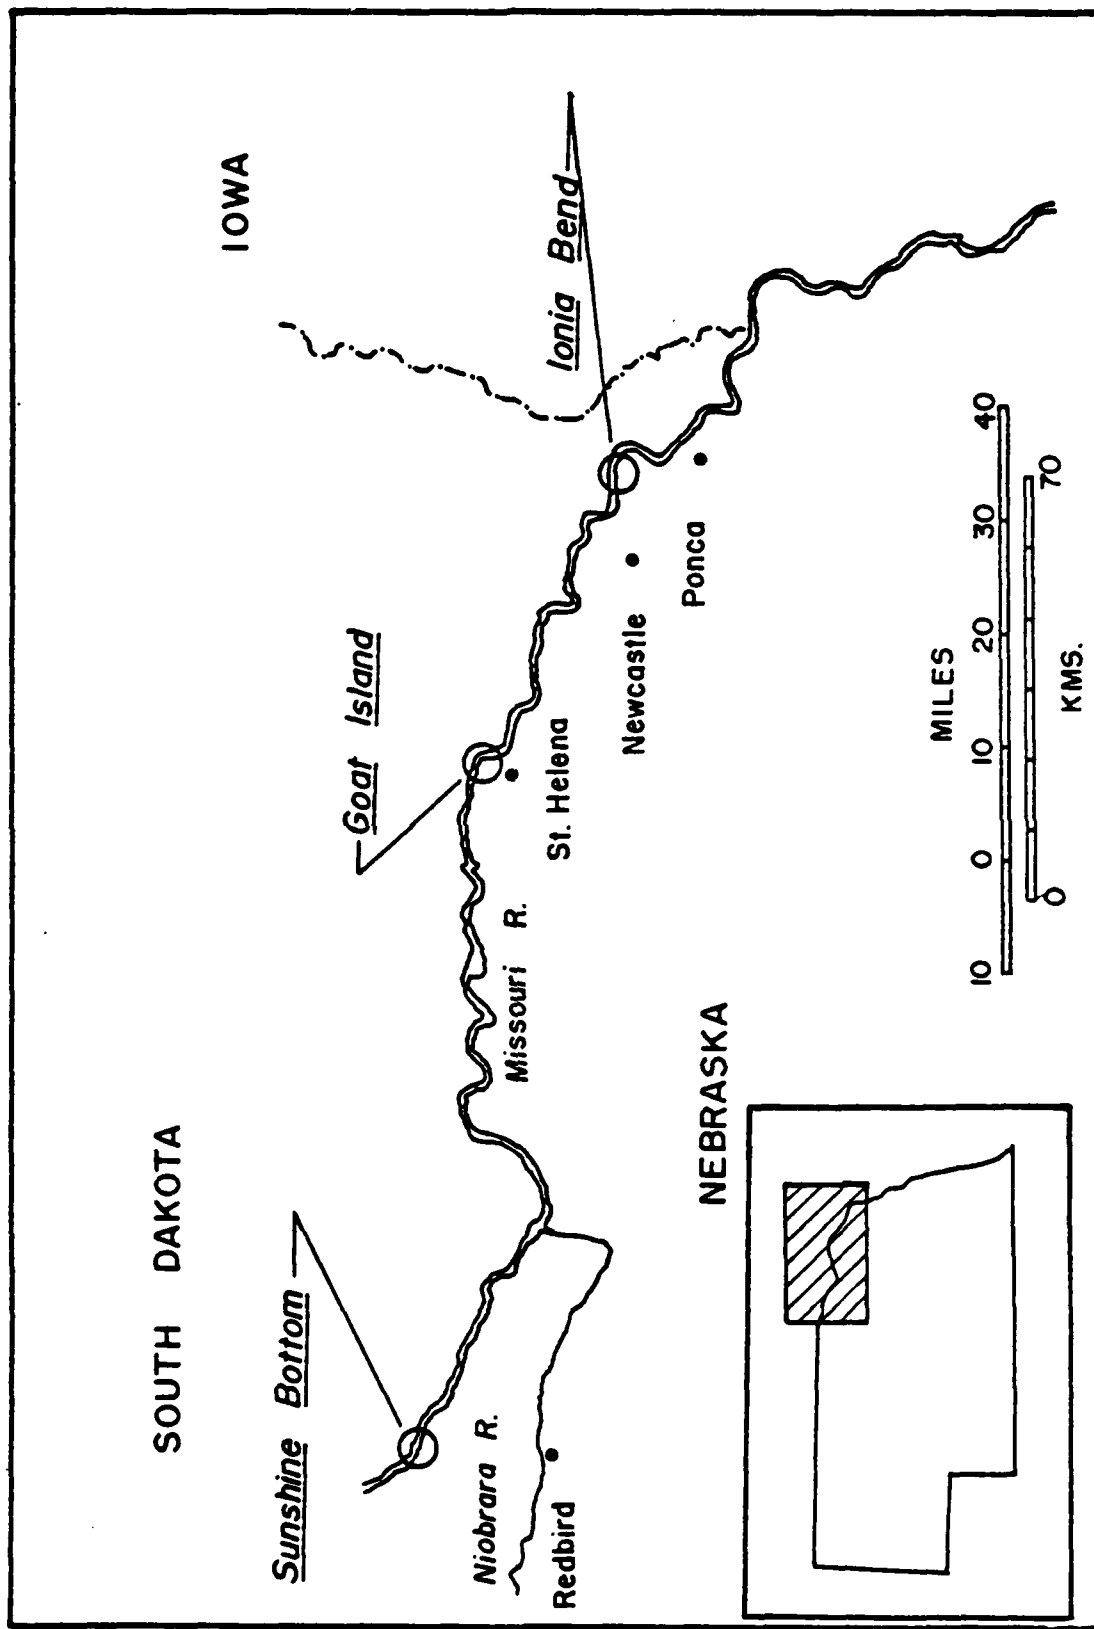 SOUTH DAKOTA
IOWA
Sunshine Bottom
Goat Island
Ionia Bend
Niobrara R.
Missouri R.
Redbird
St. Helena
Newcastle
Ponca
NEBRASKA
MILES
10 0 10 20 30 40
0 70
KMS.